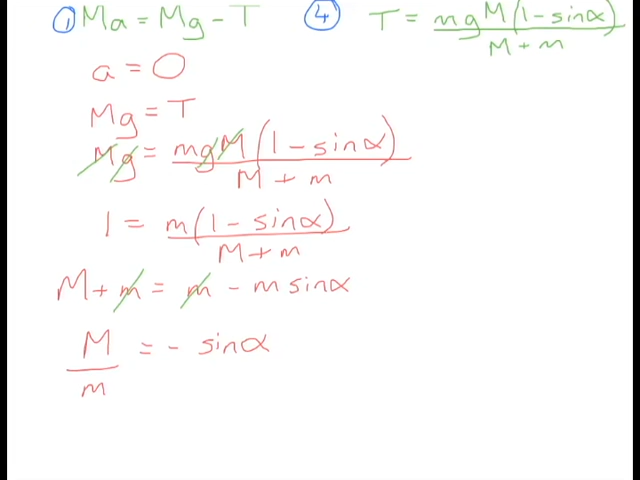 ① Ma = Mg - T ④ T = mgM(1 - sinα) / M + m
a = 0
Mg = T
Mg = mgM(1 - sinα) / M + m
1 = m(1 - sinα) / M + m
M + m = m - m sinα
M / m = - sinα